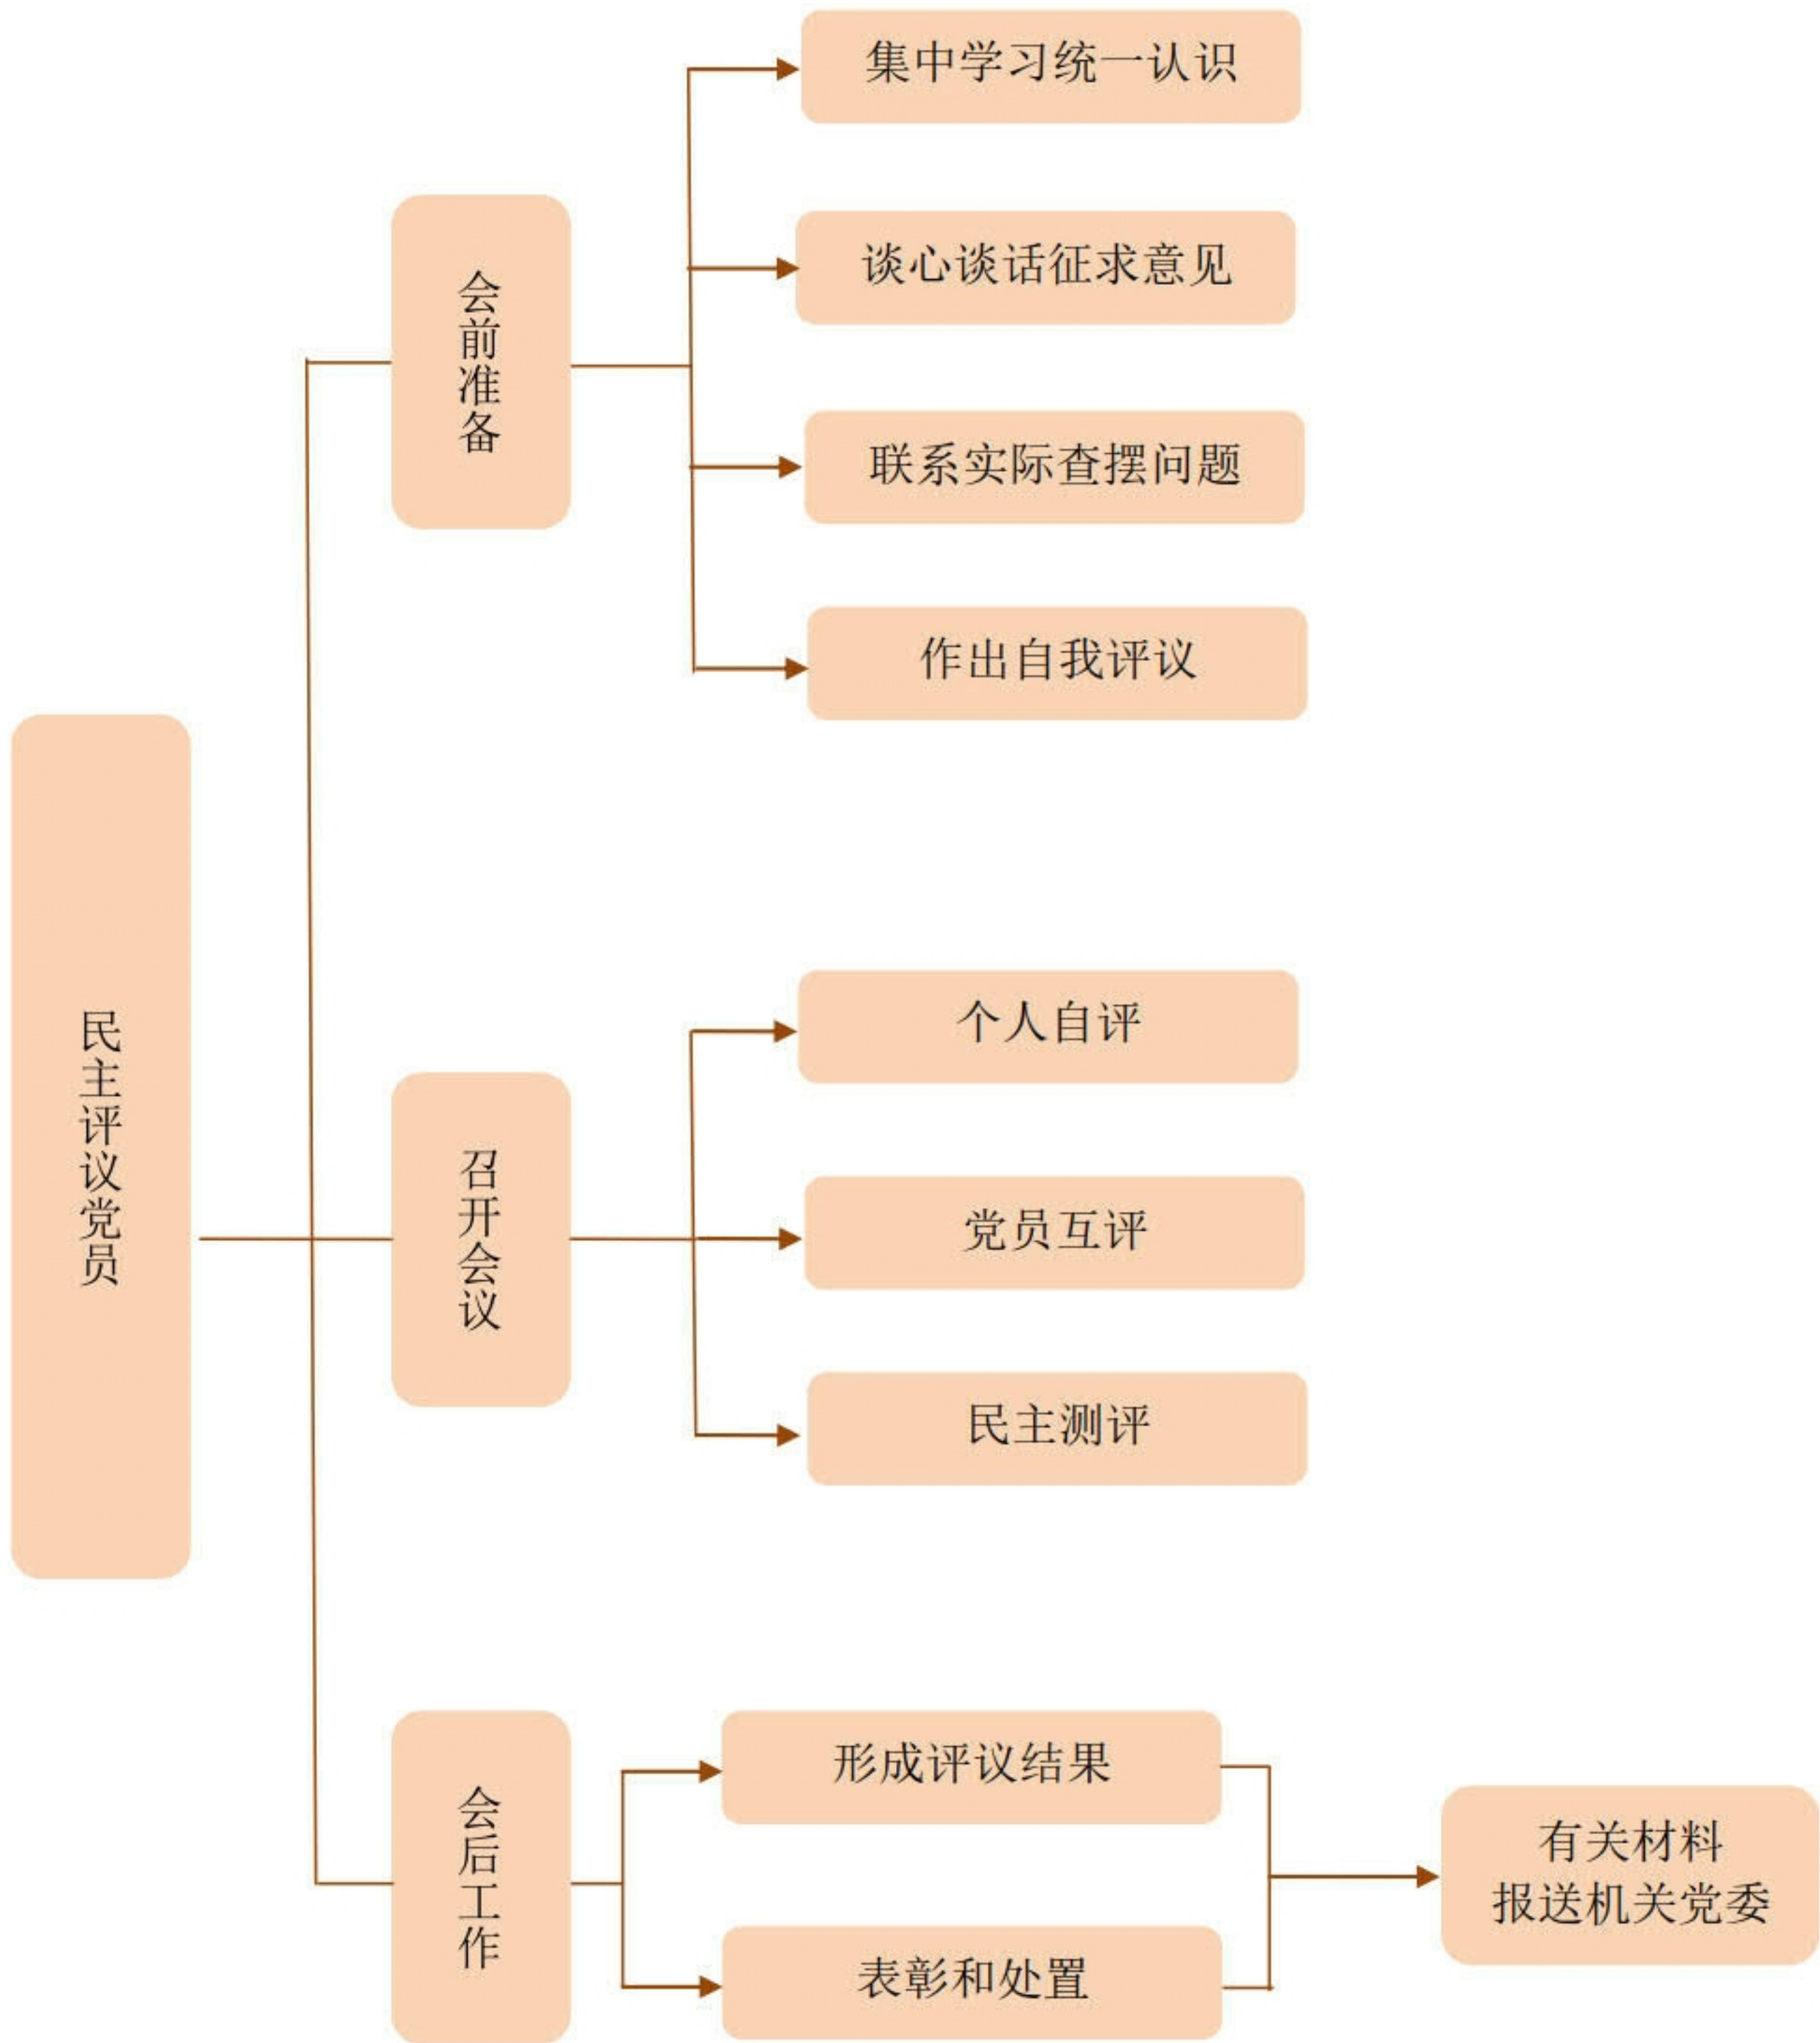 民主评议党员
会前准备
集中学习统一认识
谈心谈话征求意见
联系实际查摆问题
作出自我评议
召开会议
个人自评
党员互评
民主测评
会后工作
形成评议结果
表彰和处置
有关材料
报送机关党委